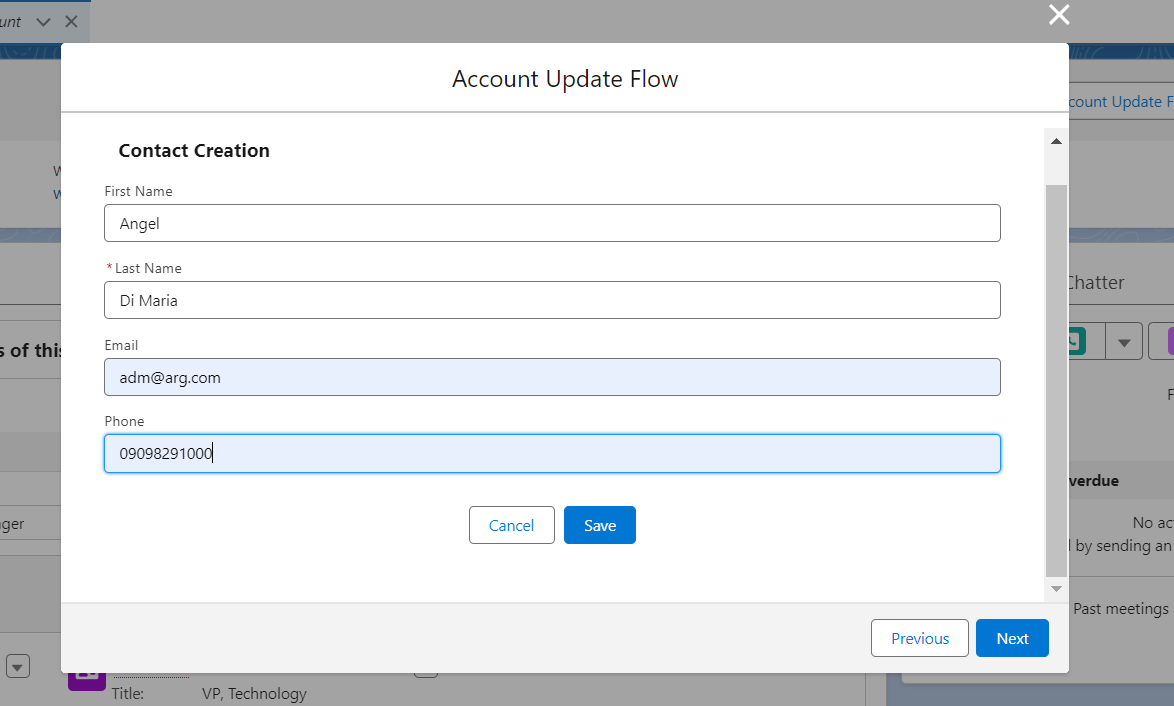 unt
Account Update Flow
count Update F
Contact Creation
First Name
Angel
* Last Name
Di Maria
Chatter
s of this
Email
adm@arg.com
Phone
09098291000
verdue
Cancel
Save
ger
No ac
by sending an
Past meetings
Previous
Next
Title:
VP, Technology